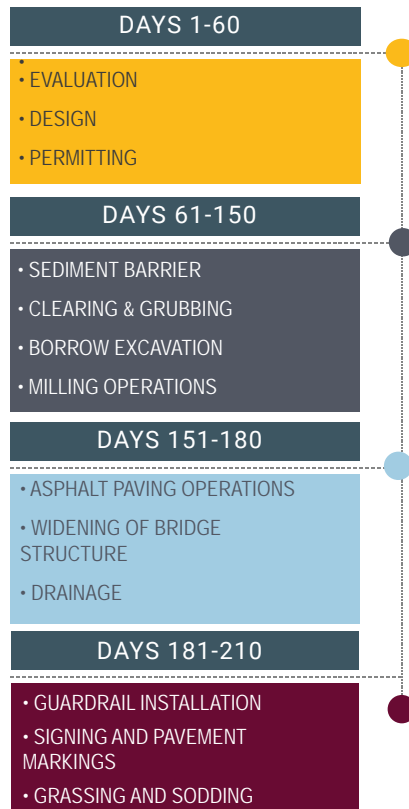 DAYS 1-60
•
• EVALUATION
• DESIGN
• PERMITTING
DAYS 61-150
• SEDIMENT BARRIER
• CLEARING & GRUBBING
• BORROW EXCAVATION
• MILLING OPERATIONS
DAYS 151-180
• ASPHALT PAVING OPERATIONS
• WIDENING OF BRIDGE
STRUCTURE
• DRAINAGE
DAYS 181-210
• GUARDRAIL INSTALLATION
• SIGNING AND PAVEMENT
MARKINGS
• GRASSING AND SODDING